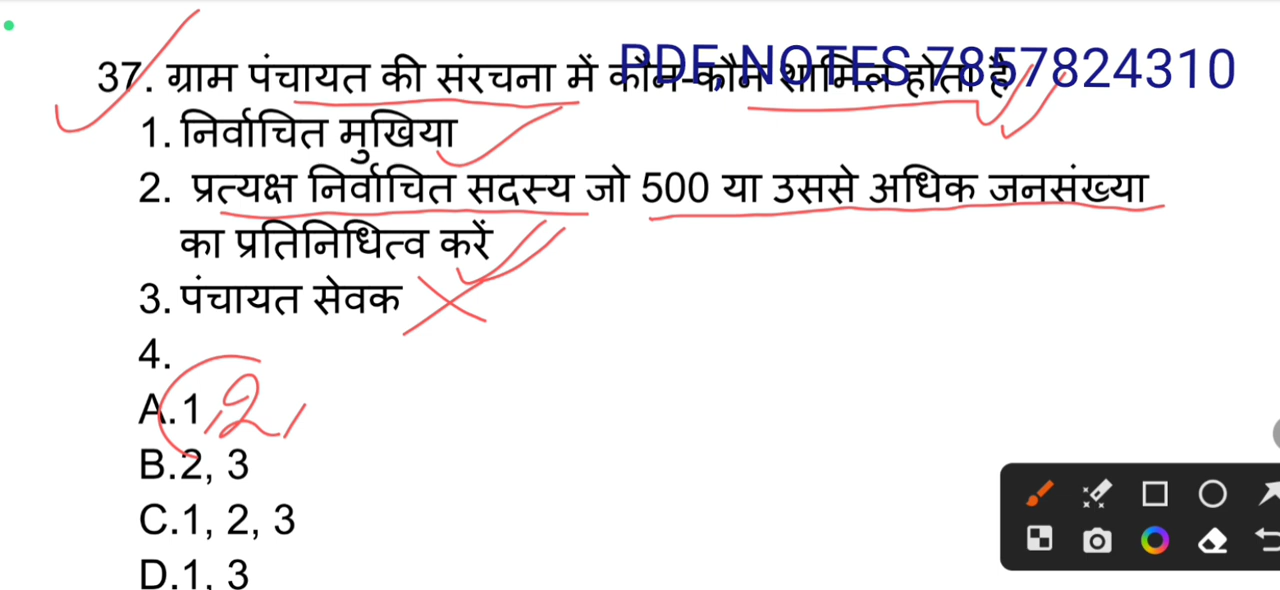 37. ग्राम पंचायत की संरचना में कौन-कौन शामिल होता है
PDF, NOTES 7857824310
1. निर्वाचित मुखिया
2. प्रत्यक्ष निर्वाचित सदस्य जो 500 या उससे अधिक जनसंख्या
का प्रतिनिधित्व करें
3. पंचायत सेवक
4.
A.1,2,
B.2, 3
C.1, 2, 3
D.1, 3